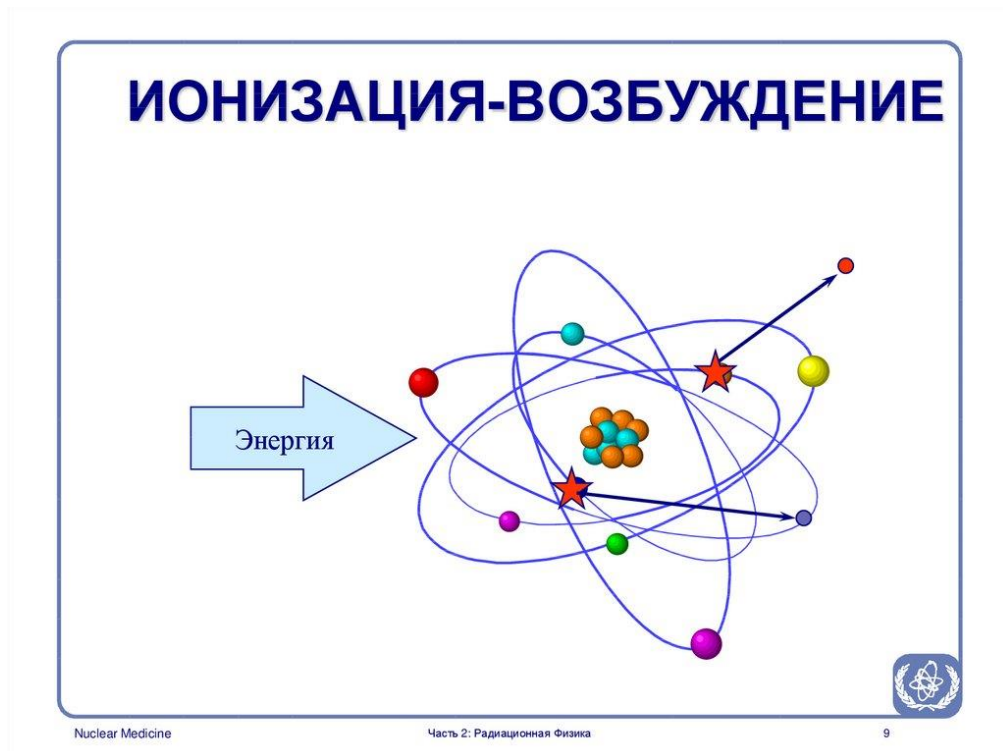 ИОНИЗАЦИЯ-ВОЗБУЖДЕНИЕ
Энергия
Nuclear Medicine
Часть 2: Радиационная Физика
9